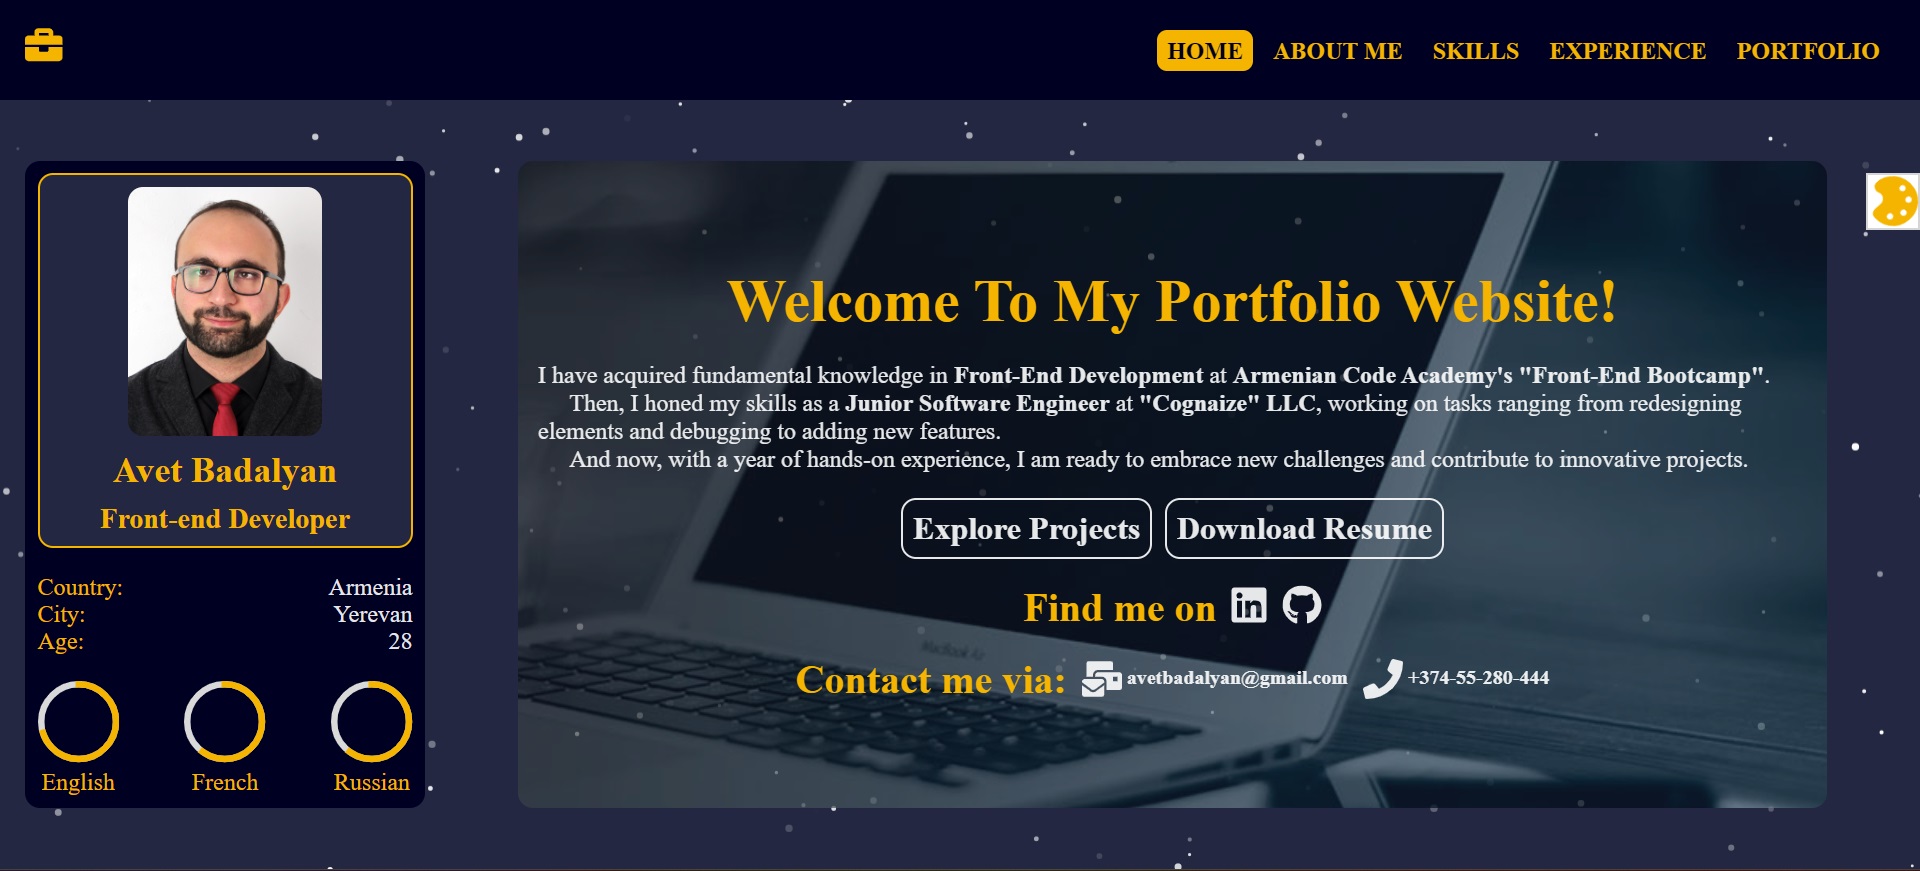 HOME ABOUT ME SKILLS EXPERIENCE PORTFOLIO
Avet Badalyan
Front-end Developer
Country: Armenia
City: Yerevan
Age: 28
English French Russian
Welcome To My Portfolio Website!
I have acquired fundamental knowledge in Front-End Development at Armenian Code Academy's "Front-End Bootcamp".
Then, I honed my skills as a Junior Software Engineer at "Cognaize" LLC, working on tasks ranging from redesigning
elements and debugging to adding new features.
And now, with a year of hands-on experience, I am ready to embrace new challenges and contribute to innovative projects.
Explore Projects Download Resume
Find me on in
Contact me via: avetbadalyan@gmail.com +374-55-280-444
MacBook Air